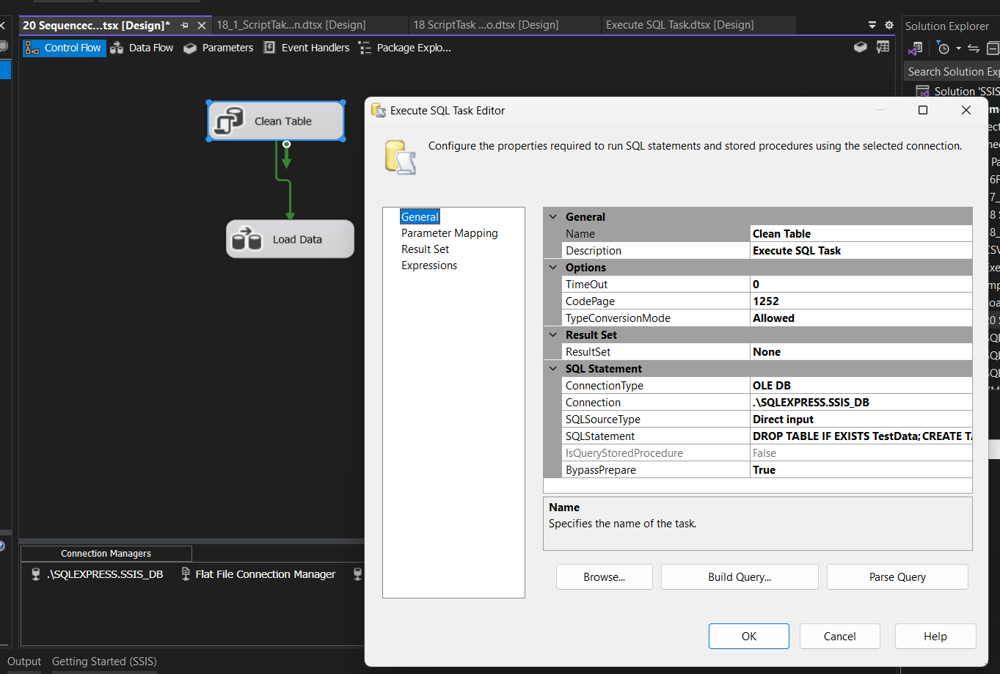 20 Sequencec...tsx [Design]*
18_1_ScriptTak...n.dtsx [Design]
18 ScriptTask ...o.dtsx [Design]
Execute SQL Task.dtsx [Design]
Solution Explorer
Control Flow
Data Flow
Parameters
Event Handlers
Package Explo...
Search Solution Exp
Solution 'SSIS
Clean Table
Load Data
Execute SQL Task Editor
Configure the properties required to run SQL statements and stored procedures using the selected connection.
General
Parameter Mapping
Result Set
Expressions
General
Name Clean Table
Description Execute SQL Task
Options
TimeOut 0
CodePage 1252
TypeConversionMode Allowed
Result Set
ResultSet None
SQL Statement
ConnectionType OLE DB
Connection .\SQLEXPRESS.SSIS_DB
SQLSourceType Direct input
SQLStatement DROP TABLE IF EXISTS TestData;CREATE TA
IsQueryStoredProcedure False
BypassPrepare True
Name
Specifies the name of the task.
Browse...
Build Query...
Parse Query
OK
Cancel
Help
Connection Managers
.\SQLEXPRESS.SSIS_DB
Flat File Connection Manager
Output
Getting Started (SSIS)